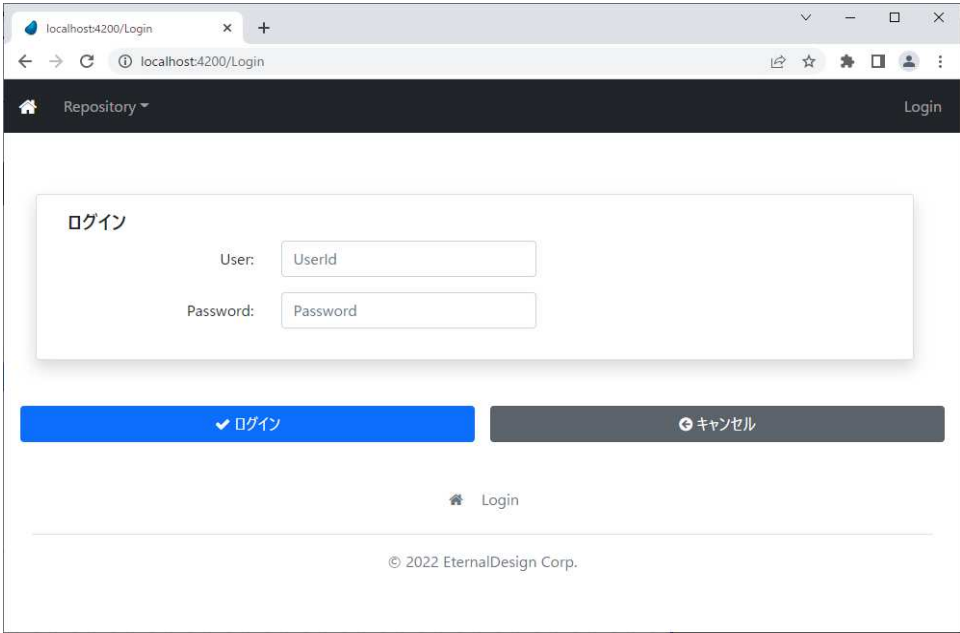 localhost:4200/Login
localhost:4200/Login
Repository Login
ログイン
User: UserId
Password: Password
ログイン キャンセル
Login
© 2022 EternalDesign Corp.